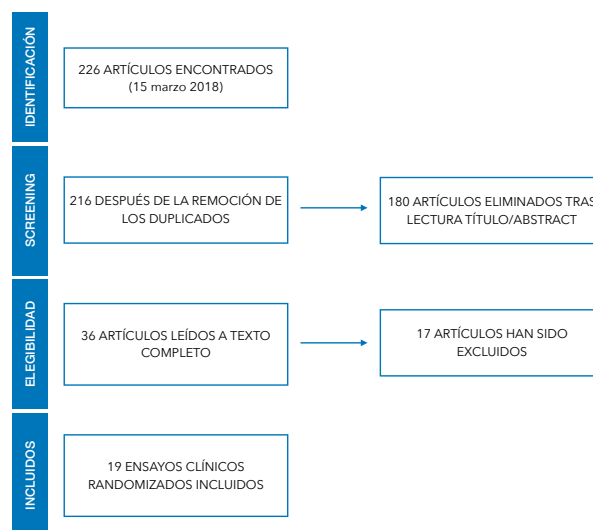 IDENTIFICACIÓN
226 ARTÍCULOS ENCONTRADOS
(15 marzo 2018)
SCREENING
216 DESPUÉS DE LA REMOCIÓN DE
LOS DUPLICADOS
180 ARTÍCULOS ELIMINADOS TRAS
LECTURA TÍTULO/ABSTRACT
ELEGIBILIDAD
36 ARTÍCULOS LEÍDOS A TEXTO
COMPLETO
17 ARTÍCULOS HAN SIDO
EXCLUIDOS
INCLUIDOS
19 ENSAYOS CLÍNICOS
RANDOMIZADOS INCLUIDOS